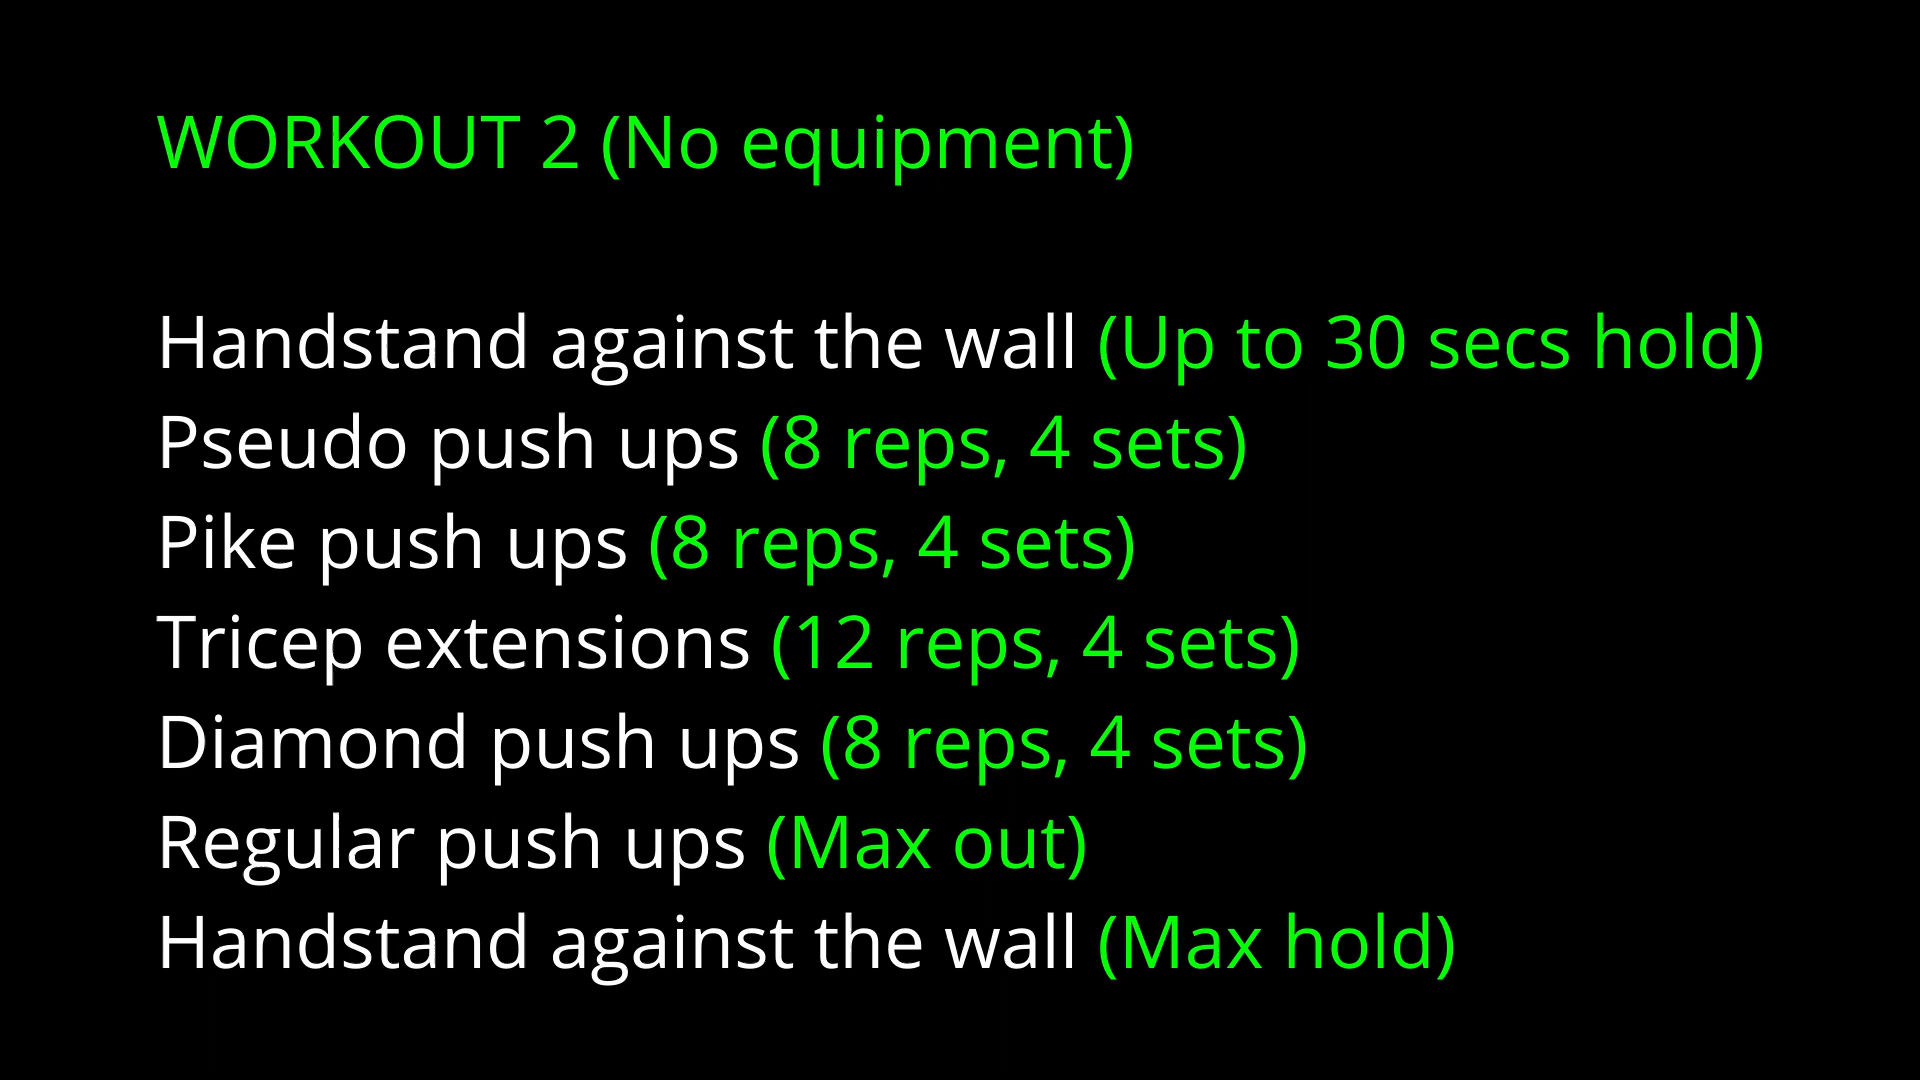 WORKOUT 2 (No equipment)
Handstand against the wall (Up to 30 secs hold)
Pseudo push ups (8 reps, 4 sets)
Pike push ups (8 reps, 4 sets)
Tricep extensions (12 reps, 4 sets)
Diamond push ups (8 reps, 4 sets)
Regular push ups (Max out)
Handstand against the wall (Max hold)